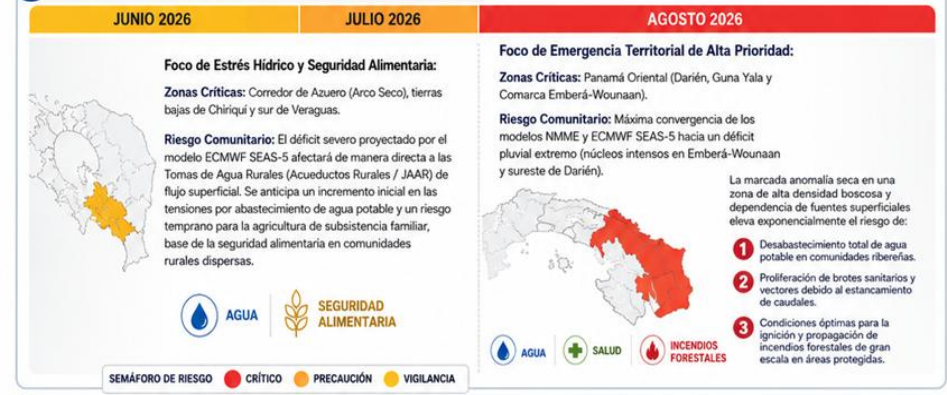 JUNIO 2026
JULIO 2026
AGOSTO 2026
Foco de Estrés Hídrico y Seguridad Alimentaria:
Zonas Críticas: Corredor de Azuero (Arco Seco), tierras
bajas de Chiriquí y sur de Veraguas.
Riesgo Comunitario: El déficit severo proyectado por el
modelo ECMWF SEAS-5 afectará de manera directa a las
Tomas de Agua Rurales (Acueductos Rurales / JAAR) de
flujo superficial. Se anticipa un incremento inicial en las
tensiones por abastecimiento de agua potable y un riesgo
temprano para la agricultura de subsistencia familiar,
base de la seguridad alimentaria en comunidades
rurales dispersas.
AGUA
SEGURIDAD
ALIMENTARIA
Foco de Emergencia Territorial de Alta Prioridad:
Zonas Críticas: Panamá Oriental (Darién, Guna Yala y
Comarca Emberá-Wounaan).
Riesgo Comunitario: Máxima convergencia de los
modelos NMME y ECMWF SEAS-5 hacia un déficit
pluvial extremo (núcleos intensos en Emberá-Wounaan
y sureste de Darién).
La marcada anomalía seca en una
zona de alta densidad boscosa y
dependencia de fuentes superficiales
eleva exponencialmente el riesgo de:
1 Desabastecimiento total de agua
potable en comunidades ribereñas.
2 Proliferación de brotes sanitarios y
vectores debido al estancamiento
de caudales.
3 Condiciones óptimas para la
ignición y propagación de
incendios forestales de gran
escala en áreas protegidas.
AGUA
SALUD
INCENDIOS
FORESTALES
SEMÁFORO DE RIESGO CRÍTICO PRECAUCIÓN VIGILANCIA